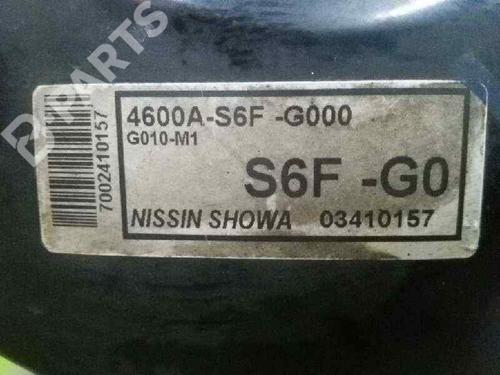 B-PARTS
4600A-S6F -G000
G010-M1
S6F -G0
NISSIN SHOWA 03410157
7002410157